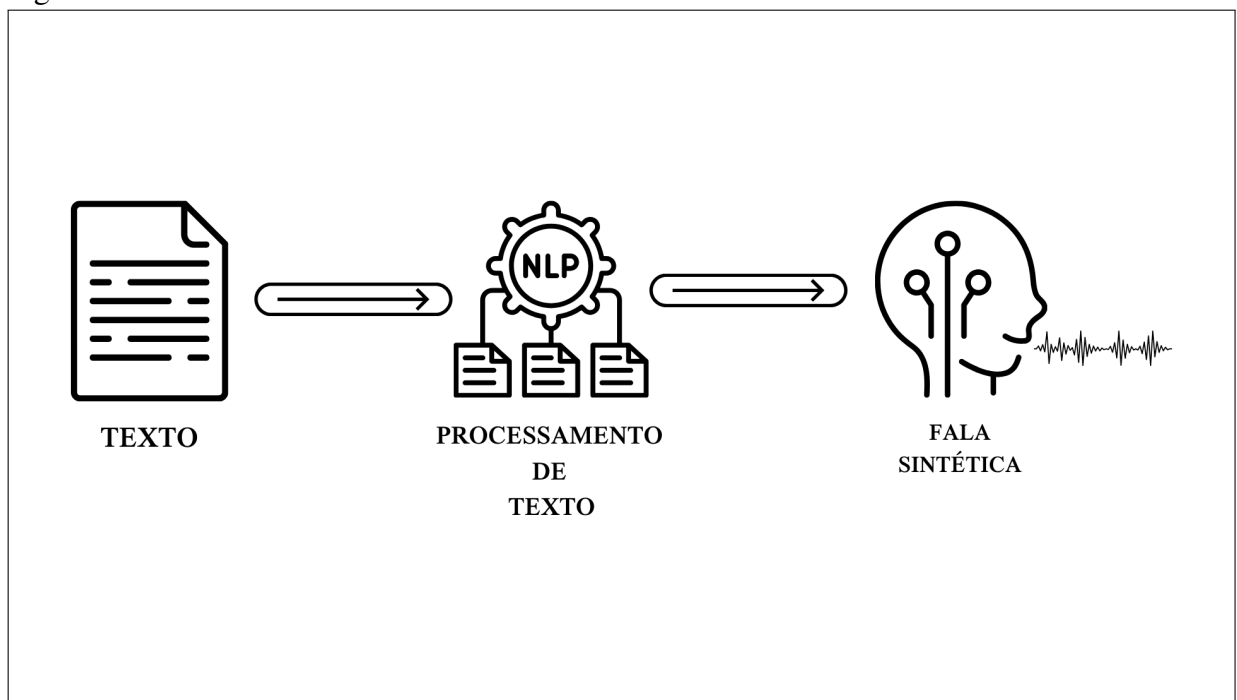 NLP
TEXTO
PROCESSAMENTO
DE
TEXTO
FALA
SINTÉTICA